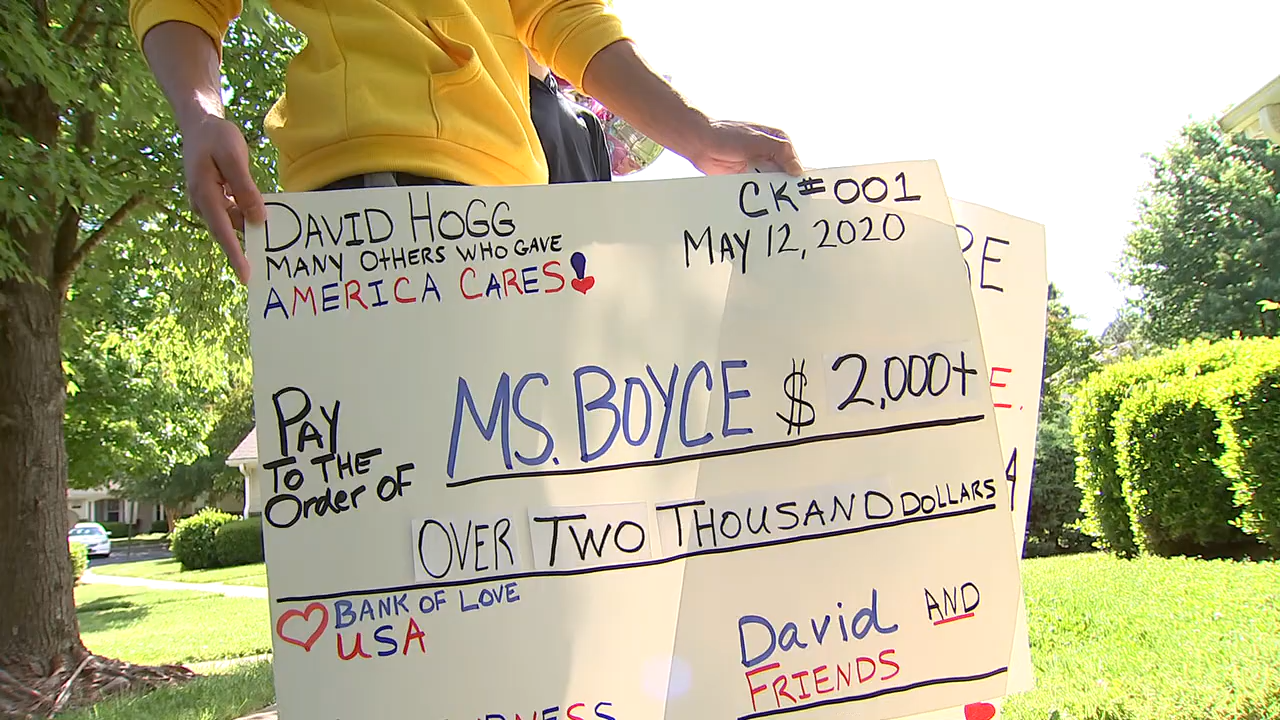 DAVID HOGG
CK#001
MANY OTHERS WHO GAVE
MAY 12, 2020
AMERICA CARES!
PAY
TO THE
Order OF
MS. BOYCE $ 2,000+
OVER TWO THOUSAND DOLLARS
BANK OF LOVE
USA
David AND
FRIENDS
RE
E.